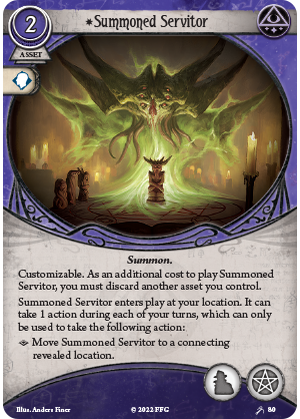 2
*Summoned Servitor
ASSET
Summon.
Customizable. As an additional cost to play Summoned
Servitor, you must discard another asset you control.
Summoned Servitor enters play at your location. It can
take 1 action during each of your turns, which can only
be used to take the following action:
Move Summoned Servitor to a connecting
revealed location.
Illus. Anders Finer
© 2022 FFG
80